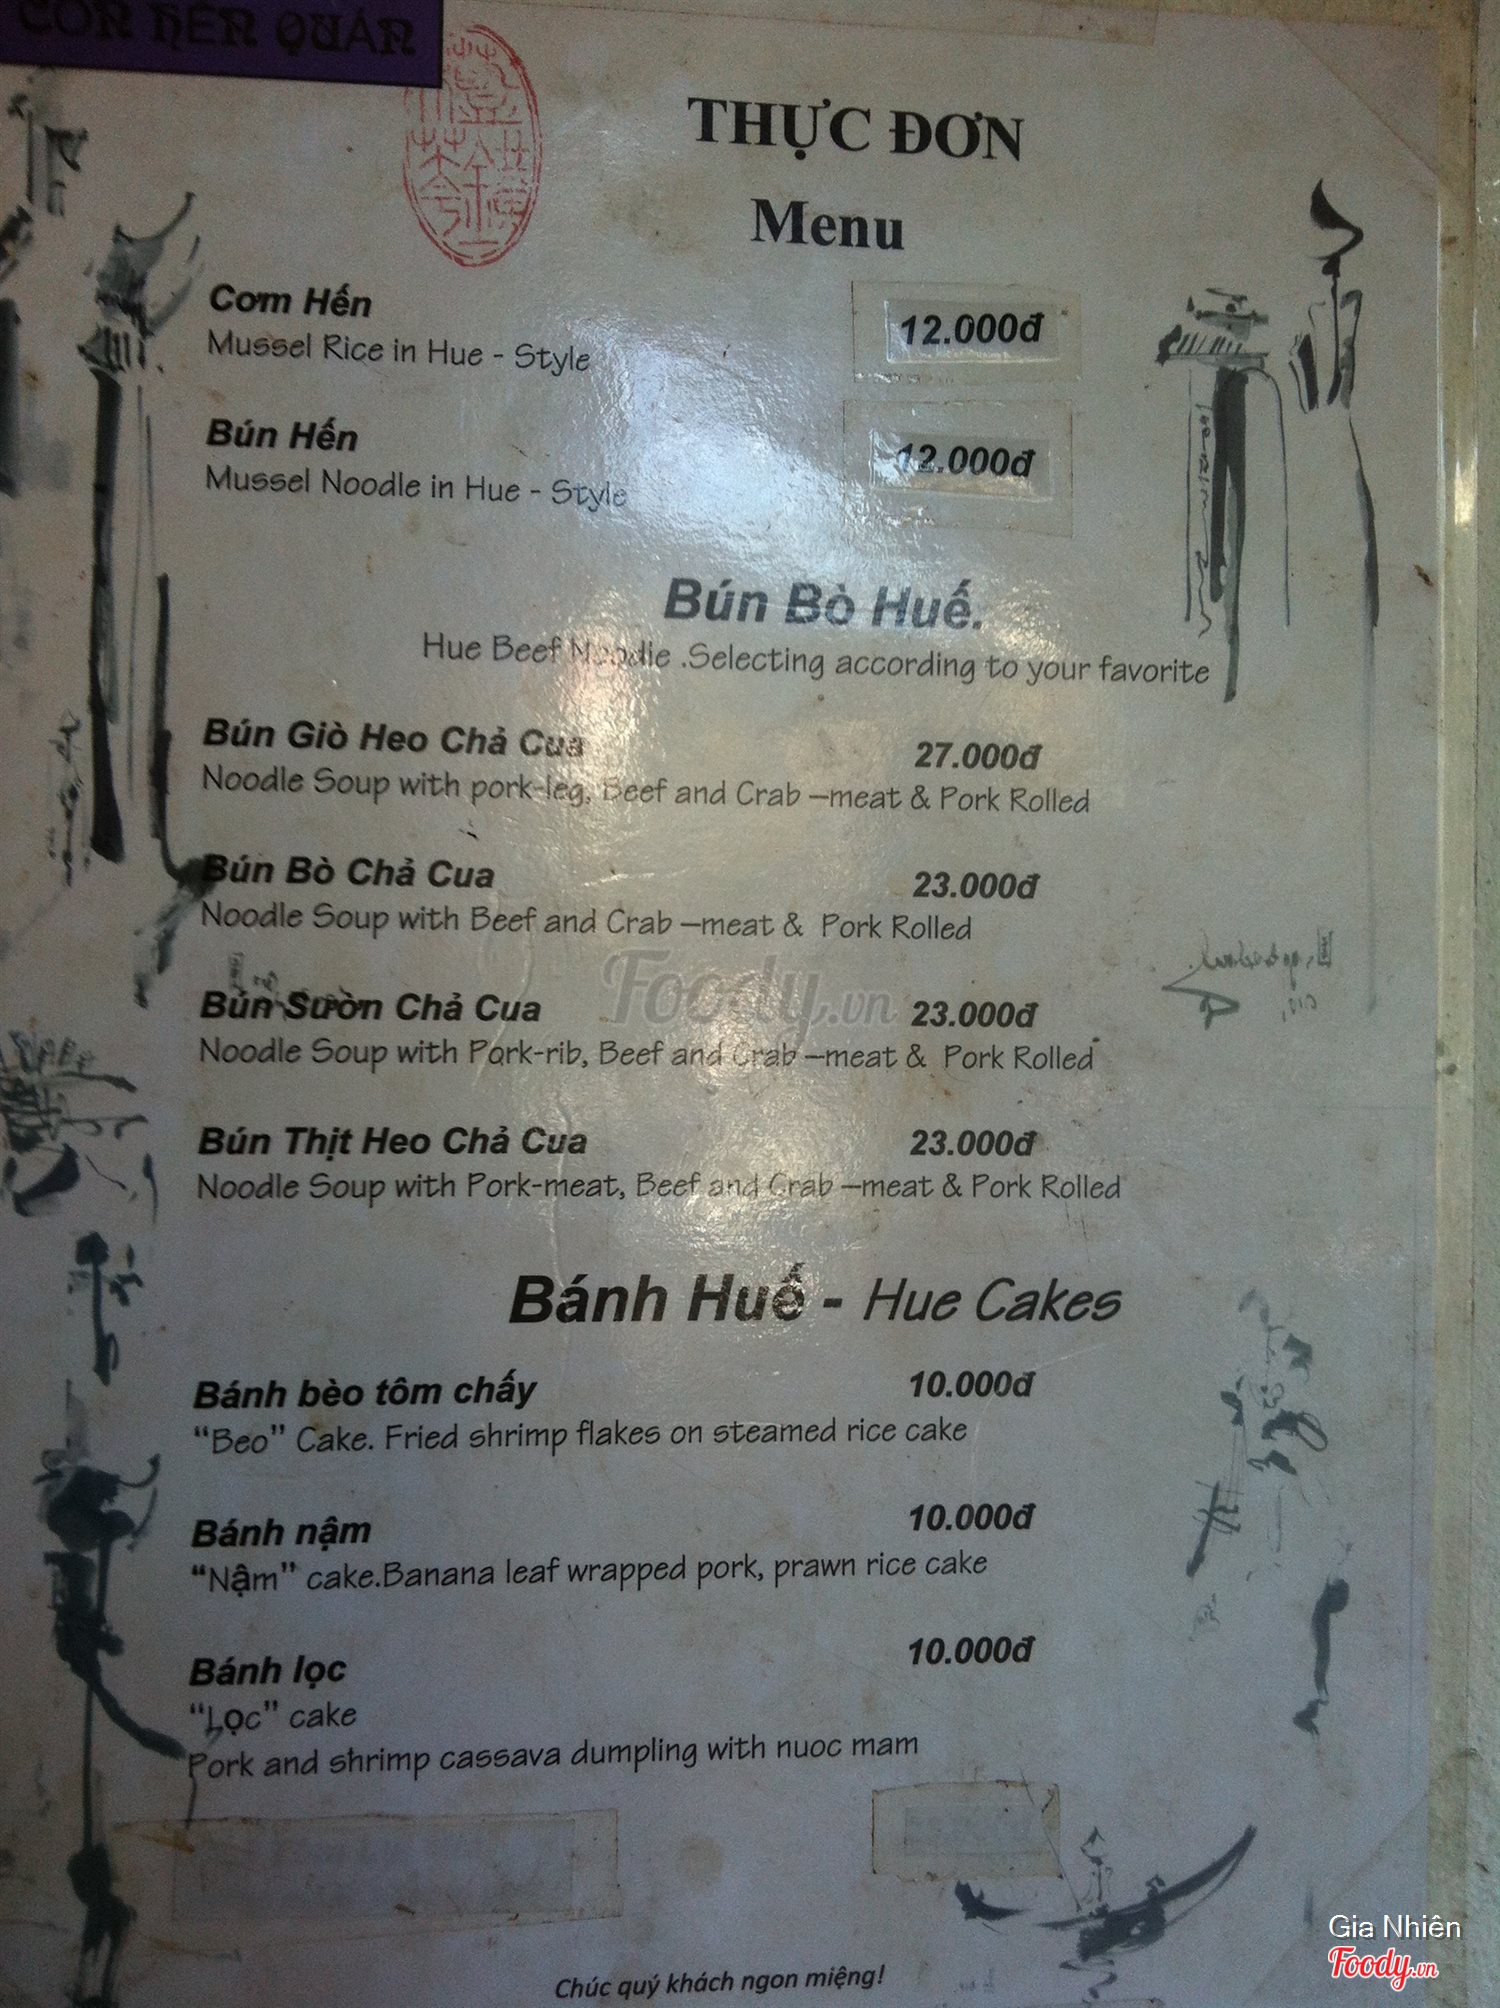 CỒN HẾN QUÁN
THỰC ĐƠN
Menu
Cơm Hến 12.000đ
Mussel Rice in Hue - Style
Bún Hến 12.000đ
Mussel Noodle in Hue - Style
Bún Bò Huế.
Hue Beef Noodle .Selecting according to your favorite
Bún Giò Heo Chả Cua 27.000đ
Noodle Soup with pork-leg, Beef and Crab –meat & Pork Rolled
Bún Bò Chả Cua 23.000đ
Noodle Soup with Beef and Crab –meat & Pork Rolled
Foody.vn
Bún Sườn Chả Cua 23.000đ
Noodle Soup with Pork-rib, Beef and Crab –meat & Pork Rolled
Bún Thịt Heo Chả Cua 23.000đ
Noodle Soup with Pork-meat, Beef and Crab –meat & Pork Rolled
Bánh Huế - Hue Cakes
Bánh bèo tôm chấy 10.000đ
“Beo” Cake. Fried shrimp flakes on steamed rice cake
Bánh nậm 10.000đ
“Nậm” cake.Banana leaf wrapped pork, prawn rice cake
Bánh lọc 10.000đ
“Lọc” cake
Pork and shrimp cassava dumpling with nuoc mam
Chúc quý khách ngon miệng!
Gia Nhiên
Foody.vn